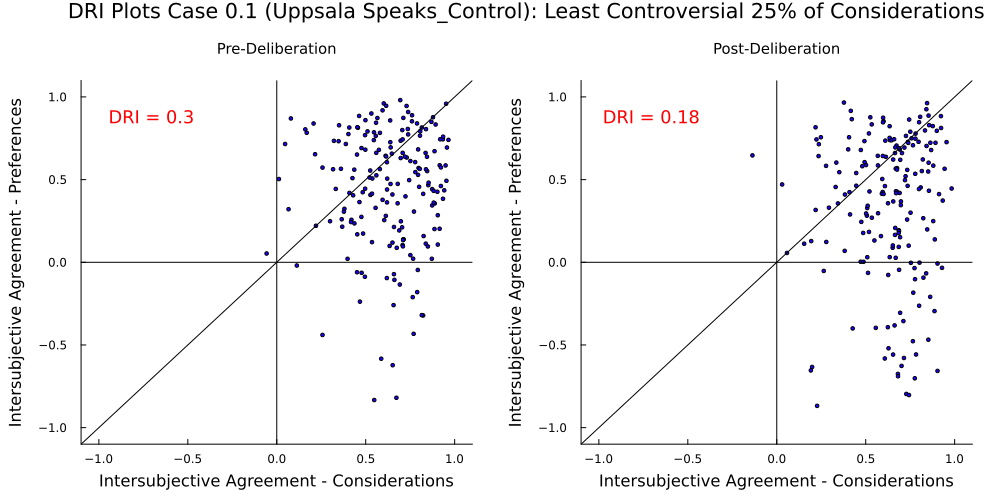 DRI Plots Case 0.1 (Uppsala Speaks_Control): Least Controversial 25% of Considerations
Pre-Deliberation
DRI = 0.3
1.0
0.5
0.0
−0.5
−1.0
−1.0
−0.5
0.0
0.5
1.0
Intersubjective Agreement - Preferences
Intersubjective Agreement - Considerations
Post-Deliberation
DRI = 0.18
1.0
0.5
0.0
−0.5
−1.0
−1.0
−0.5
0.0
0.5
1.0
Intersubjective Agreement - Preferences
Intersubjective Agreement - Considerations